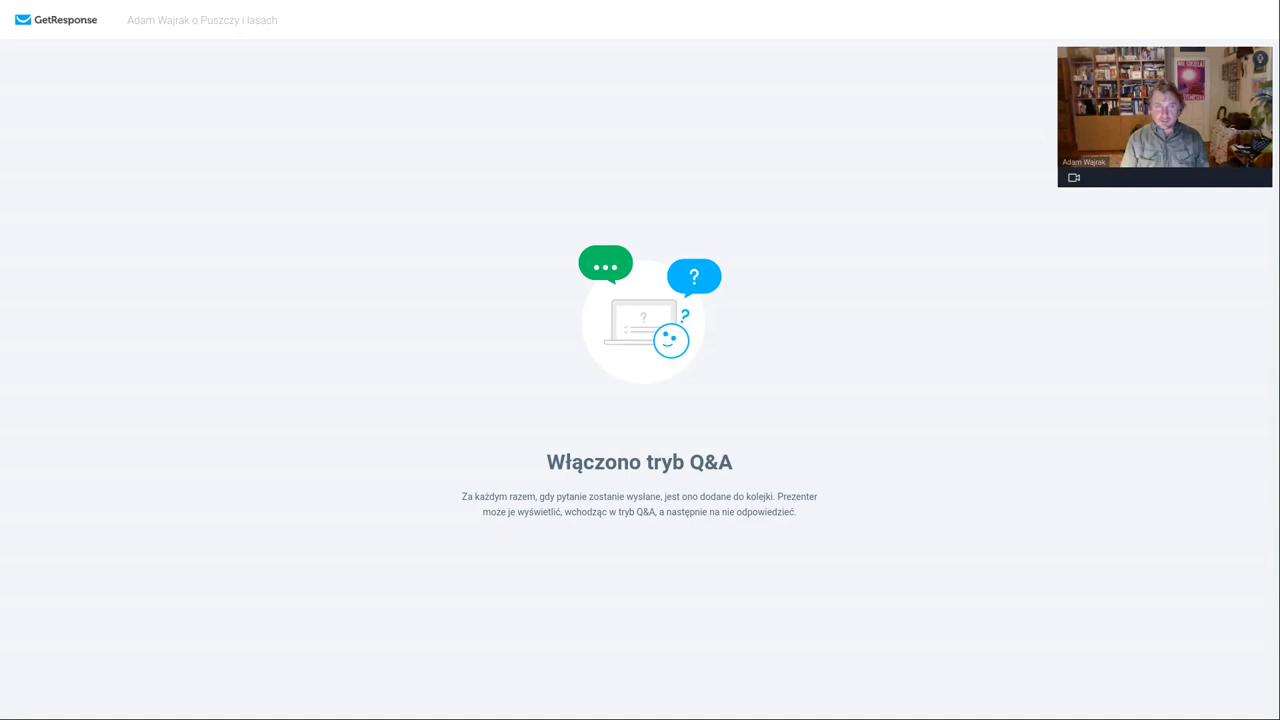 GetResponse
Adam Wajrak o Puszczy i lasach
Adam Wajrak
?
?
?
Włączono tryb Q&A
Za każdym razem, gdy pytanie zostanie wysłane, jest ono dodane do kolejki. Prezenter
może je wyświetlić, wchodząc w tryb Q&A, a następnie na nie odpowiedzieć.